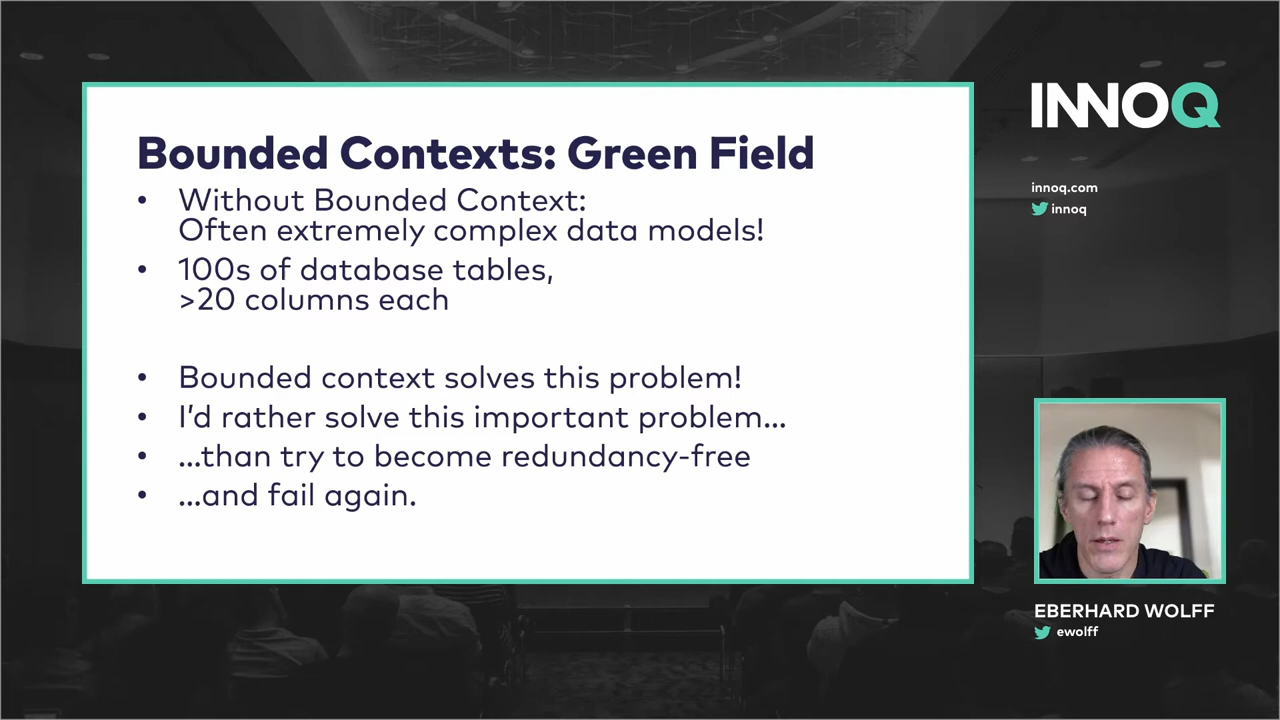 Bounded Contexts: Green Field
• Without Bounded Context:
Often extremely complex data models!
• 100s of database tables,
>20 columns each
• Bounded context solves this problem!
• I'd rather solve this important problem...
• ...than try to become redundancy-free
• ...and fail again.
INNOQ
innoq.com
innoq
EBERHARD WOLFF
ewolff